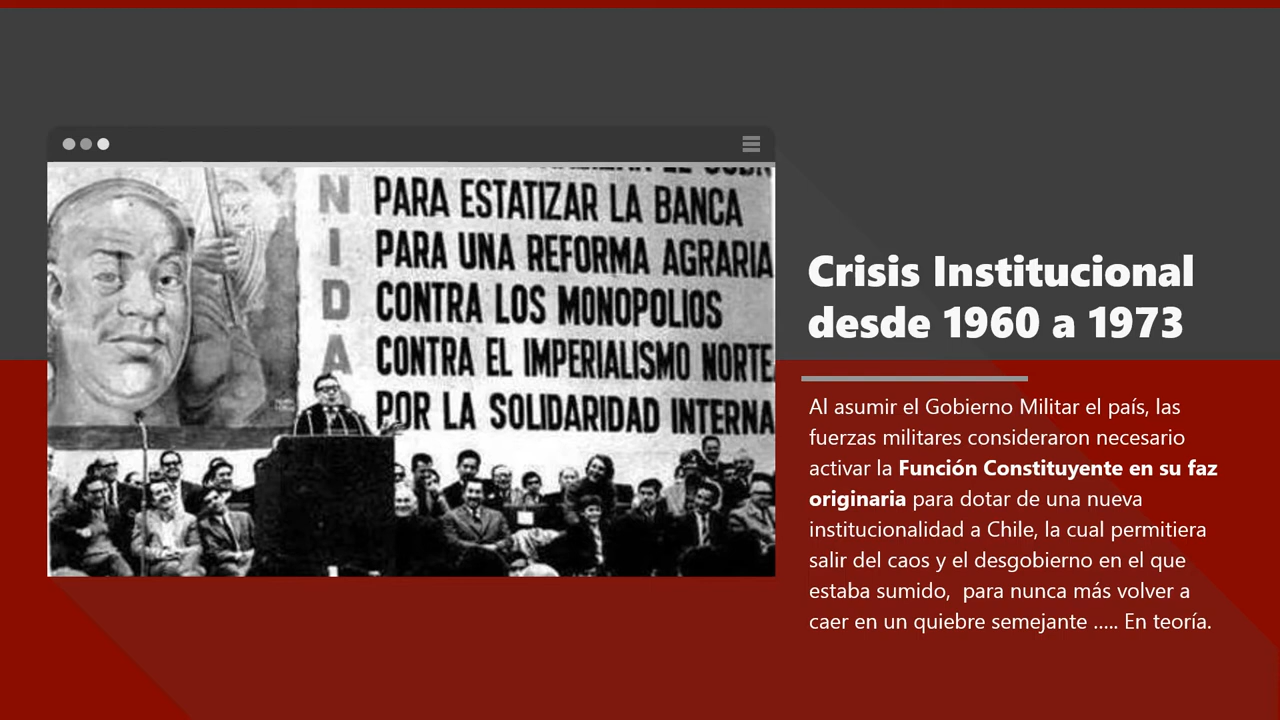 N
PARA ESTATIZAR LA BANCA
I
PARA UNA REFORMA AGRARIA
D
CONTRA LOS MONOPOLIOS
A
CONTRA EL IMPERIALISMO NORTE
POR LA SOLIDARIDAD INTERNA
Crisis Institucional
desde 1960 a 1973
Al asumir el Gobierno Militar el país, las
fuerzas militares consideraron necesario
activar la Función Constituyente en su faz
originaria para dotar de una nueva
institucionalidad a Chile, la cual permitiera
salir del caos y el desgobierno en el que
estaba sumido,  para nunca más volver a
caer en un quiebre semejante ..... En teoría.